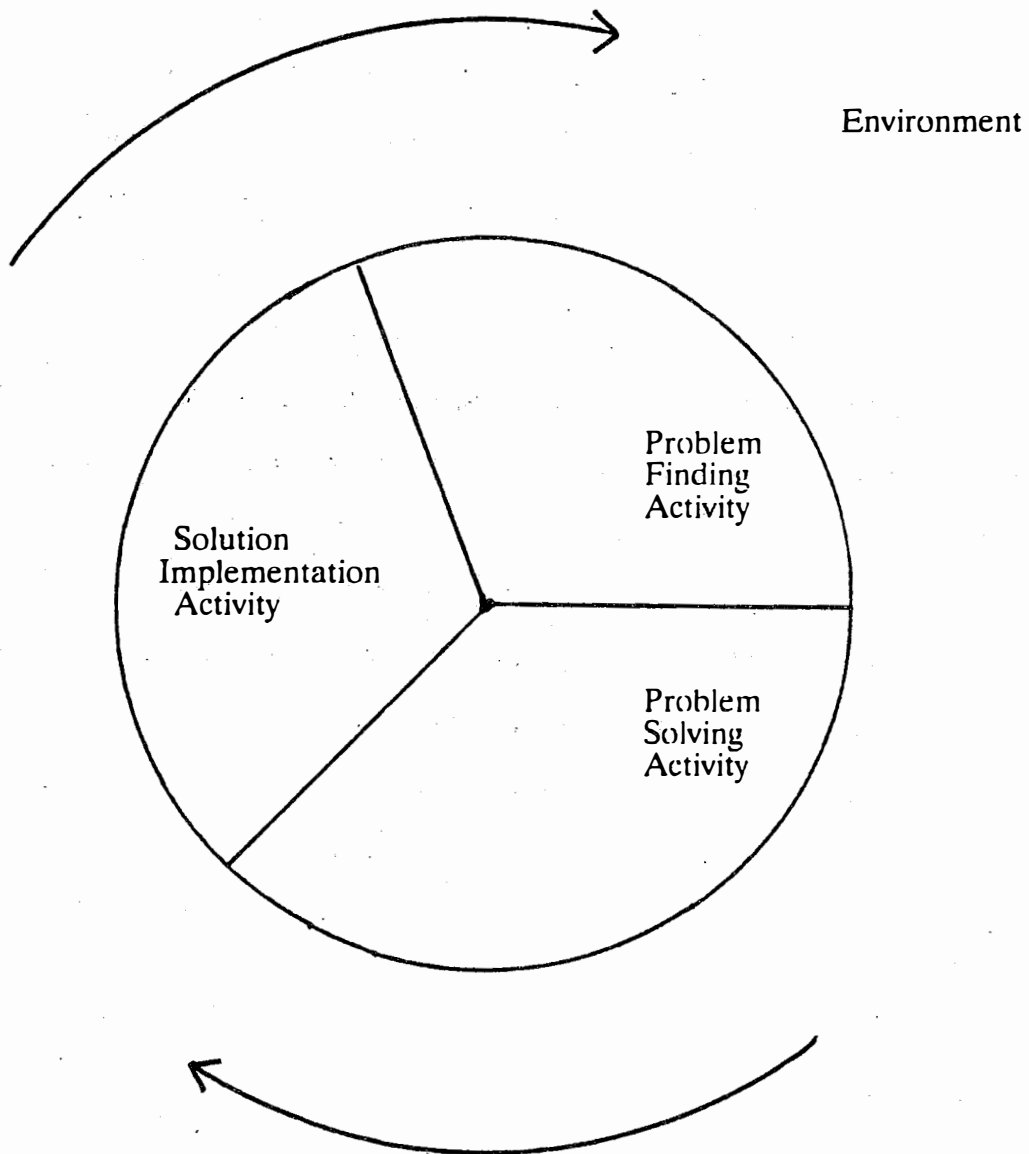 Environment
Problem
Finding
Activity
Solution
Implementation
Activity
Problem
Solving
Activity